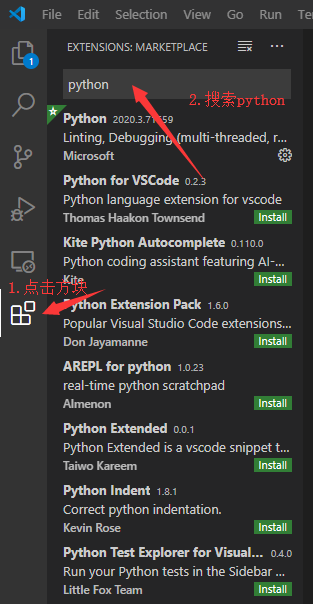 File Edit Selection View Go
EXTENSIONS: MARKETPLACE
1
python
2.搜索python
Python 2020.3.71659
Linting, Debugging (multi-threaded, r...
Microsoft
Python for VSCode 0.2.3
Python language extension for vscode
Thomas Haakon Townsend Install
Kite Python Autocomplete 0.110.0
Python coding assistant featuring AI-...
Kite Install
1.点击方块
Python Extension Pack 1.6.0
Popular Visual Studio Code extensions...
Don Jayamanne Install
AREPL for python 1.0.23
real-time python scratchpad
Almenon Install
Python Extended 0.0.1
Python Extended is a vscode snippet t...
Taiwo Kareem Install
Python Indent 1.8.1
Correct python indentation.
Kevin Rose Install
Python Test Explorer for Visual... 0.4.0
Run your Python tests in the Sidebar ...
Little Fox Team Install